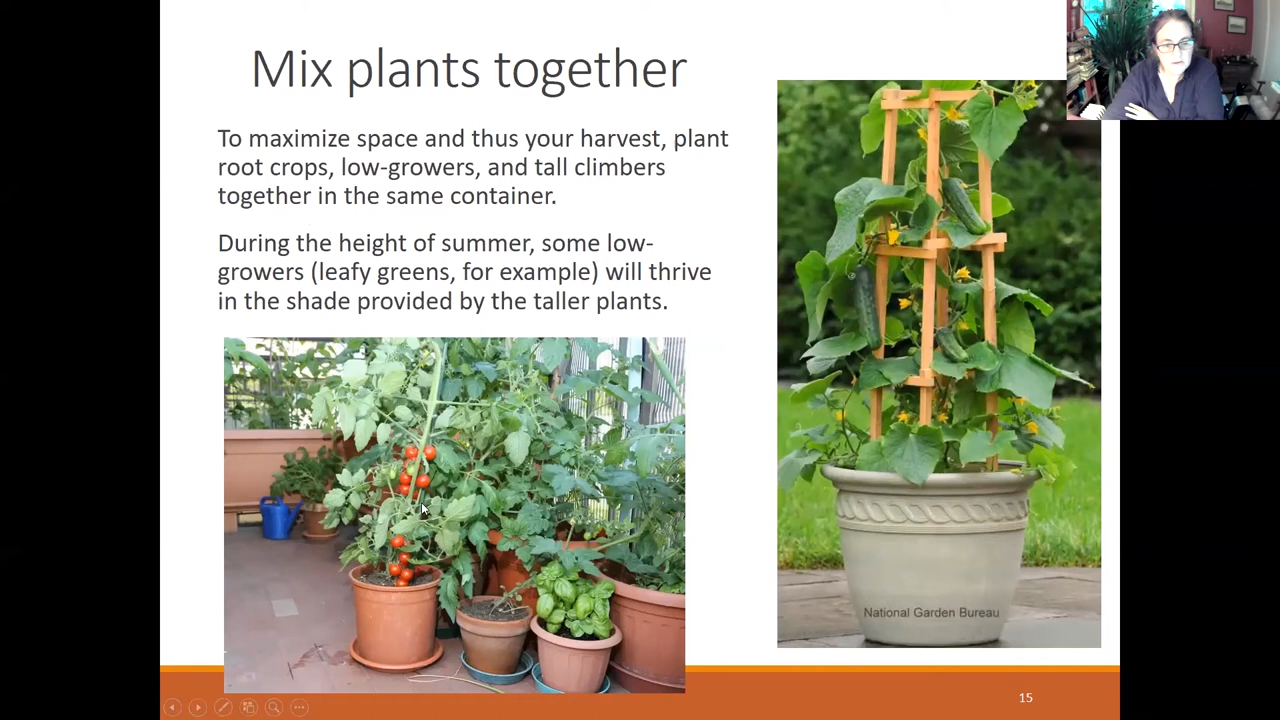 Mix plants together
To maximize space and thus your harvest, plant
root crops, low-growers, and tall climbers
together in the same container.
During the height of summer, some low-
growers (leafy greens, for example) will thrive
in the shade provided by the taller plants.
National Garden Bureau
15